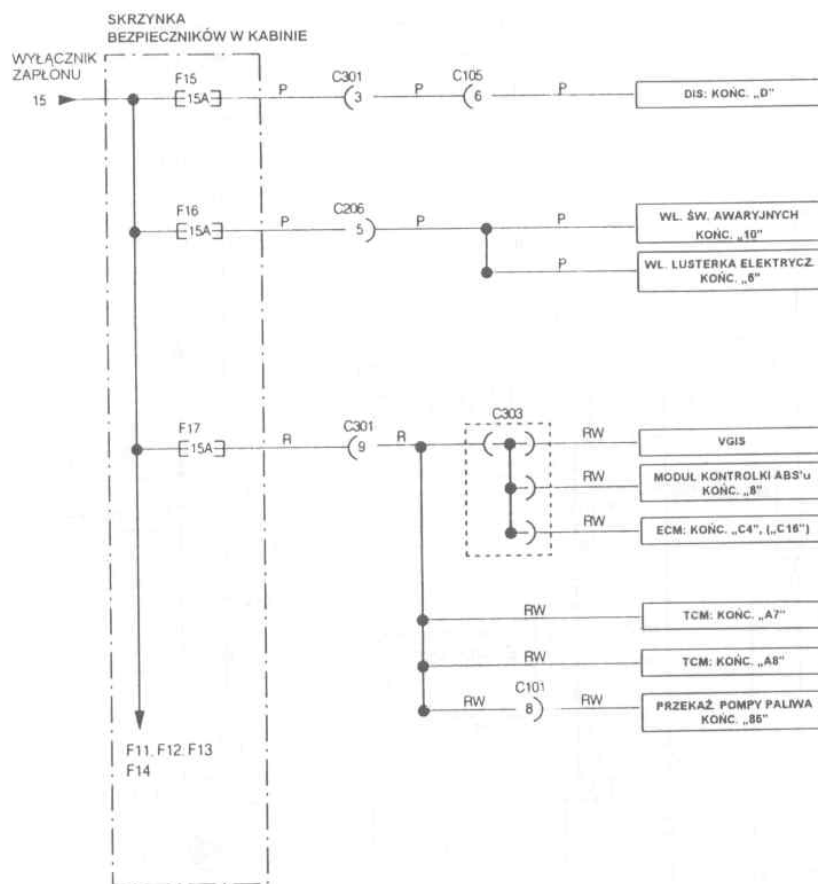 SKRZYNKA
BEZPIECZNIKÓW W KABINIE
WYŁĄCZNIK
ZAPŁONU
15
F15
15A
P
C301
3
P
C105
6
P
DIS: KOŃC. „D”
F16
15A
P
C206
5
P
P
WŁ. ŚW. AWARYJNYCH
KOŃC. „10”
P
WŁ. LUSTERKA ELEKTRYCZ.
KOŃC. „6”
F17
15A
R
C301
9
R
C303
RW
VGIS
RW
MODUŁ KONTROLKI ABS'u
KOŃC. „8”
RW
ECM: KOŃC. „C4”, („C16”)
RW
TCM: KOŃC. „A7”
RW
TCM: KOŃC. „A8”
RW
C101
8
RW
PRZEKAŹ. POMPY PALIWA
KOŃC. „86”
F11, F12, F13
F14